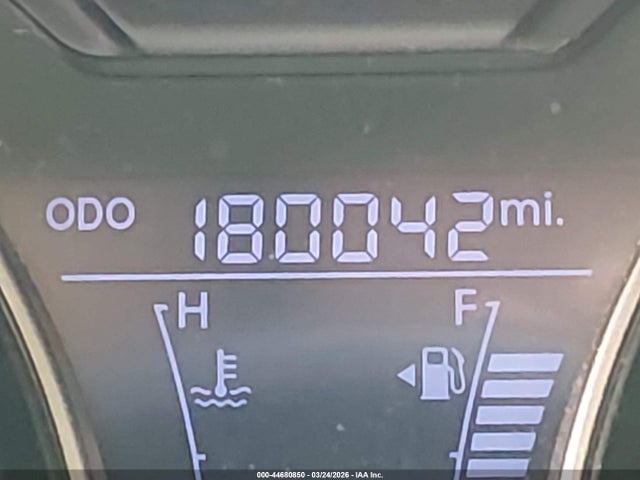 ODO 180042 mi.
H F
000-44680850 - 03/24/2026 - IAA Inc.